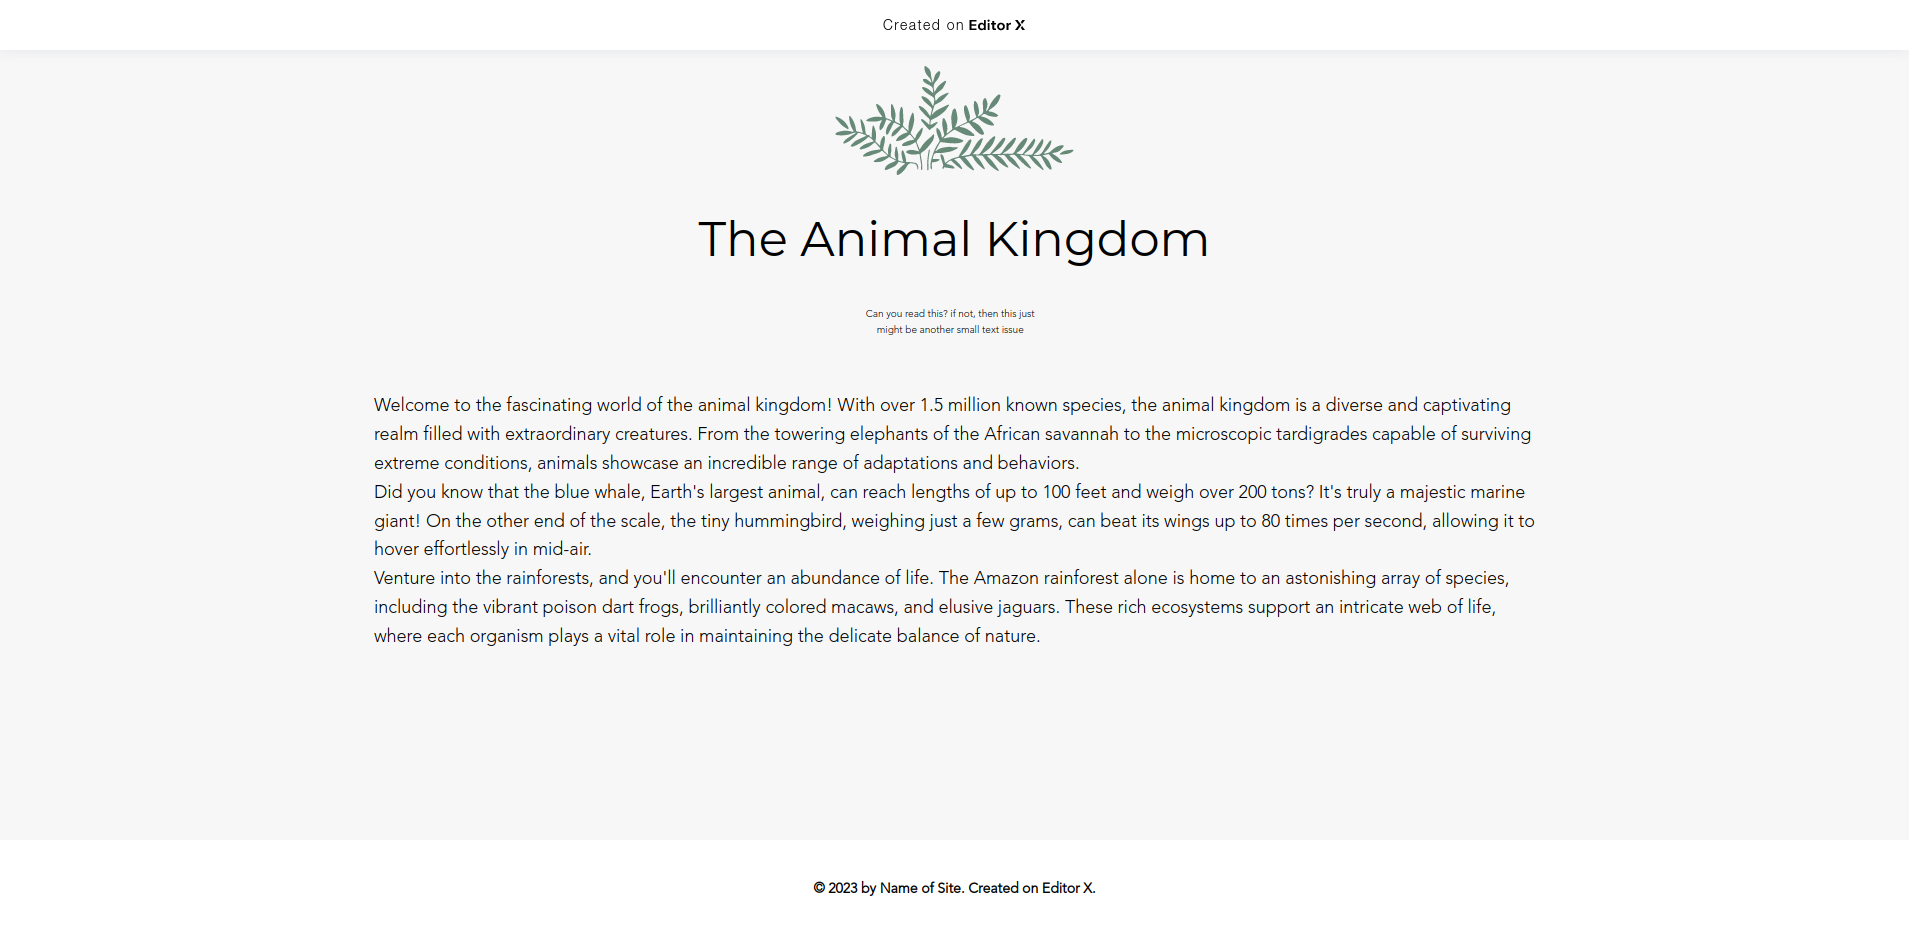 Created on Editor X
The Animal Kingdom
Can you read this? if not, then this just
might be another small text issue
Welcome to the fascinating world of the animal kingdom! With over 1.5 million known species, the animal kingdom is a diverse and captivating
realm filled with extraordinary creatures. From the towering elephants of the African savannah to the microscopic tardigrades capable of surviving
extreme conditions, animals showcase an incredible range of adaptations and behaviors.
Did you know that the blue whale, Earth's largest animal, can reach lengths of up to 100 feet and weigh over 200 tons? It's truly a majestic marine
giant! On the other end of the scale, the tiny hummingbird, weighing just a few grams, can beat its wings up to 80 times per second, allowing it to
hover effortlessly in mid-air.
Venture into the rainforests, and you'll encounter an abundance of life. The Amazon rainforest alone is home to an astonishing array of species,
including the vibrant poison dart frogs, brilliantly colored macaws, and elusive jaguars. These rich ecosystems support an intricate web of life,
where each organism plays a vital role in maintaining the delicate balance of nature.
© 2023 by Name of Site. Created on Editor X.